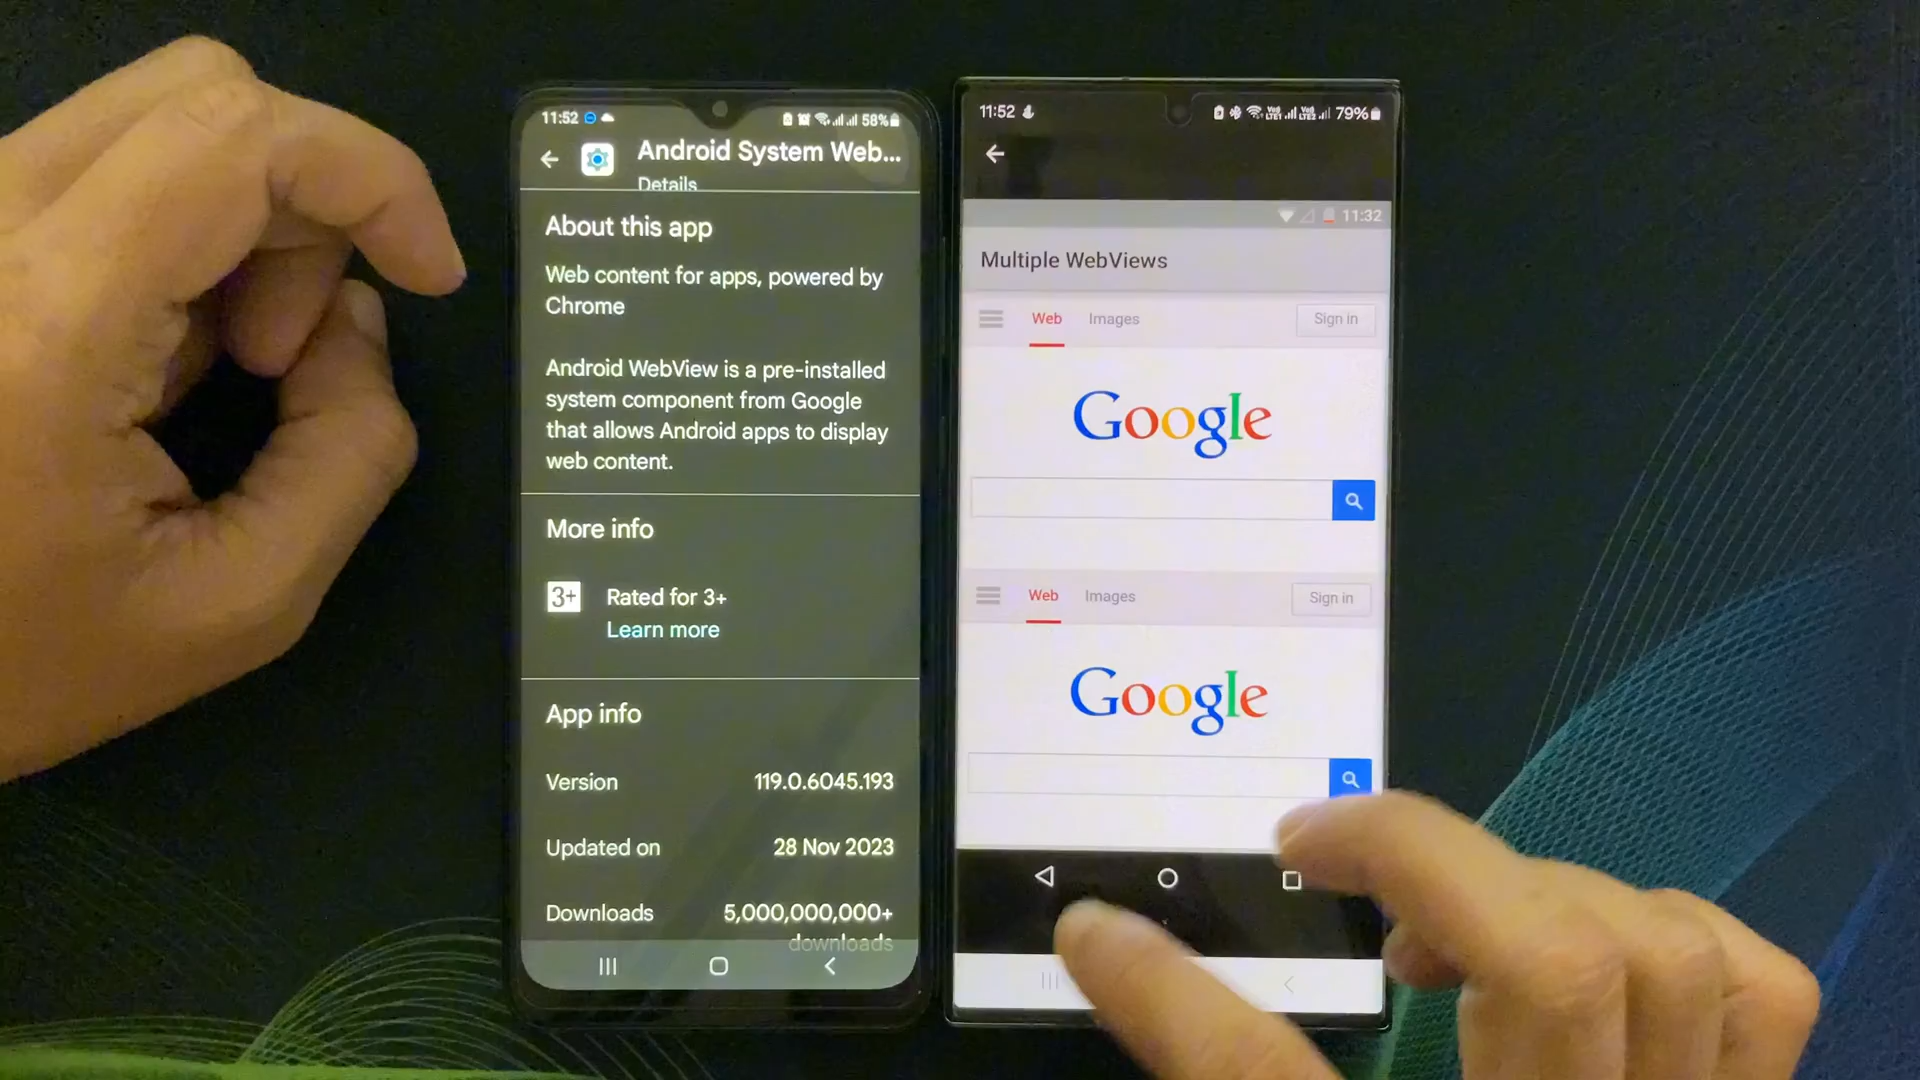 11:52
58%
Android System Web...
Details
About this app
Web content for apps, powered by
Chrome
Android WebView is a pre-installed
system component from Google
that allows Android apps to display
web content.
More info
3+
Rated for 3+
Learn more
App info
Version
119.0.6045.193
Updated on
28 Nov 2023
Downloads
5,000,000,000+
downloads
11:52
79%
11:32
Multiple WebViews
Web
Images
Sign in
Google
Web
Images
Sign in
Google